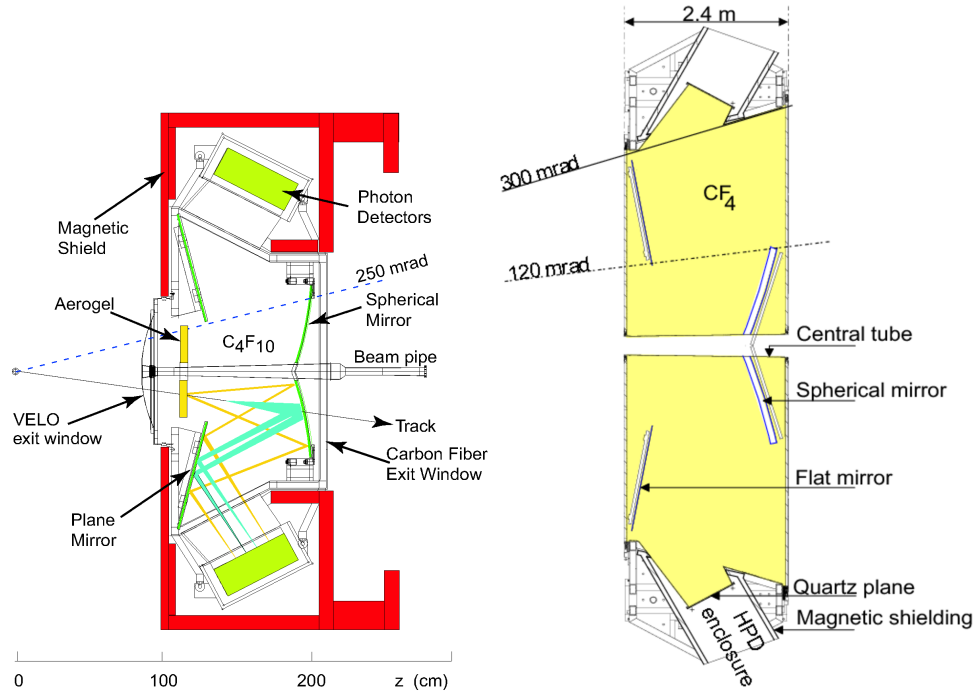 Magnetic
Shield
Photon
Detectors
250 mrad
Aerogel
C4F10
Spherical
Mirror
Beam pipe
VELO
exit window
Track
Carbon Fiber
Exit Window
Plane
Mirror
0
100
200
z (cm)
2.4 m
300 mrad
CF4
120 mrad
Central tube
Spherical mirror
Flat mirror
Quartz plane
HPD
enclosure
Magnetic shielding